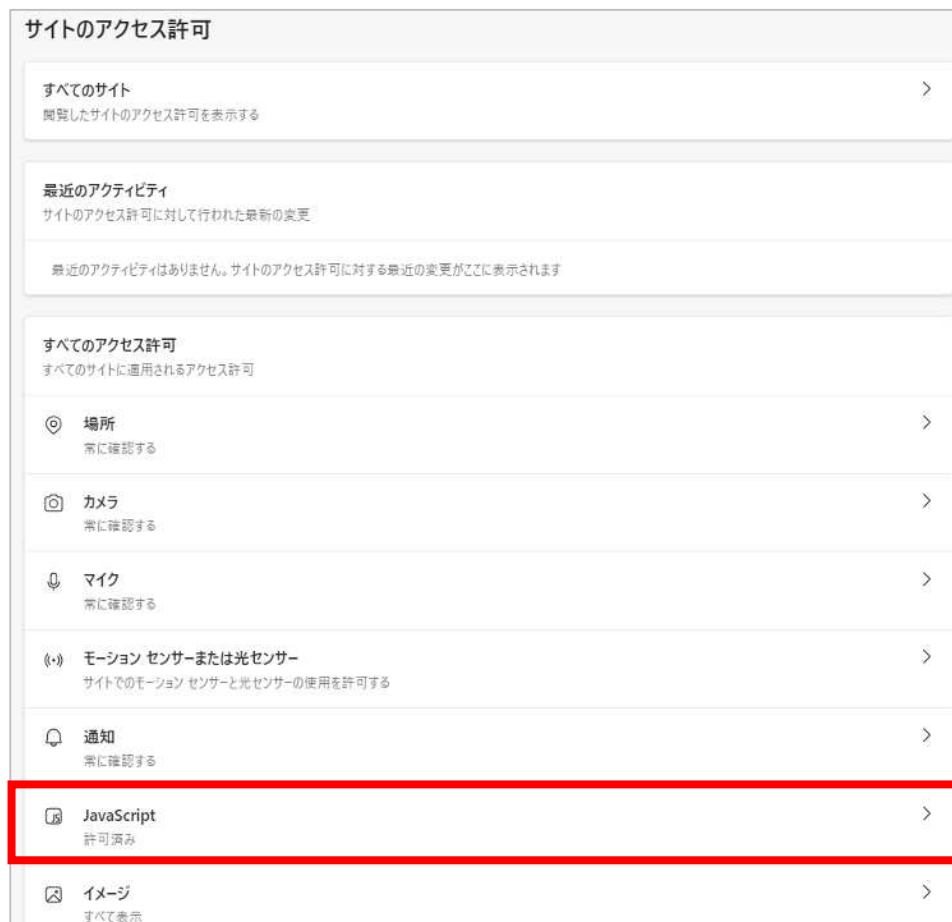 サイトのアクセス許可
すべてのサイト
閲覧したサイトのアクセス許可を表示する
最近のアクティビティ
サイトのアクセス許可に対して行われた最新の変更
最近のアクティビティはありません。サイトのアクセス許可に対する最近の変更がここに表示されます
すべてのアクセス許可
すべてのサイトに適用されるアクセス許可
場所
常に確認する
カメラ
常に確認する
マイク
常に確認する
モーション センサーまたは光センサー
サイトでのモーション センサーと光センサーの使用を許可する
通知
常に確認する
JavaScript
許可済み
イメージ
すべて表示